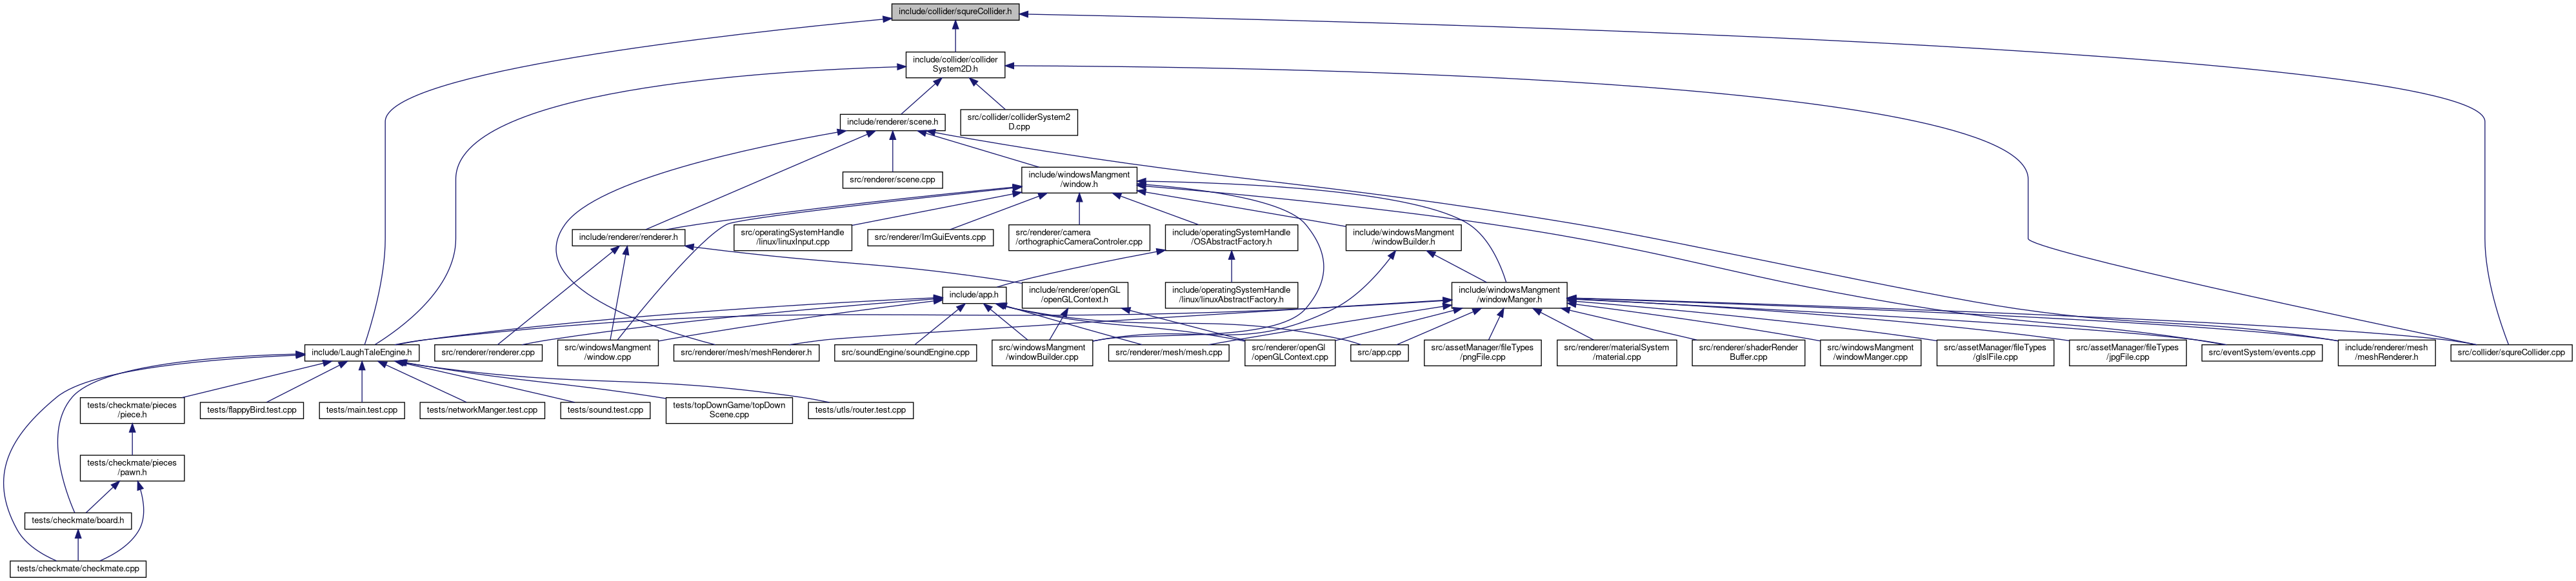 include/collider/squreCollider.h
include/collider/collider
System2D.h
include/renderer/scene.h
src/collider/colliderSystem2
D.cpp
src/renderer/scene.cpp
include/windowsMangment
/window.h
include/renderer/renderer.h
src/operatingSystemHandle
/linux/linuxInput.cpp
src/renderer/ImGuiEvents.cpp
src/renderer/camera
/orthographicCameraControler.cpp
include/operatingSystemHandle
/OSAbstractFactory.h
include/windowsMangment
/windowBuilder.h
include/app.h
include/renderer/openGL
/openGLContext.h
include/operatingSystemHandle
/linux/linuxAbstractFactory.h
include/windowsMangment
/windowManger.h
include/LaughTaleEngine.h
src/renderer/renderer.cpp
src/windowsMangment
/window.cpp
src/renderer/mesh/meshRenderer.h
src/soundEngine/soundEngine.cpp
src/windowsMangment
/windowBuilder.cpp
src/renderer/mesh/mesh.cpp
src/renderer/openGl
/openGLContext.cpp
src/app.cpp
src/assetManager/fileTypes
/pngFile.cpp
src/renderer/materialSystem
/material.cpp
src/renderer/shaderRender
Buffer.cpp
src/windowsMangment
/windowManger.cpp
src/assetManager/fileTypes
/glslFile.cpp
src/assetManager/fileTypes
/jpgFile.cpp
src/eventSystem/events.cpp
include/renderer/mesh
/meshRenderer.h
src/collider/squreCollider.cpp
tests/checkmate/pieces
/piece.h
tests/flappyBird.test.cpp
tests/main.test.cpp
tests/networkManger.test.cpp
tests/sound.test.cpp
tests/topDownGame/topDown
Scene.cpp
tests/utls/router.test.cpp
tests/checkmate/pieces
/pawn.h
tests/checkmate/board.h
tests/checkmate/checkmate.cpp